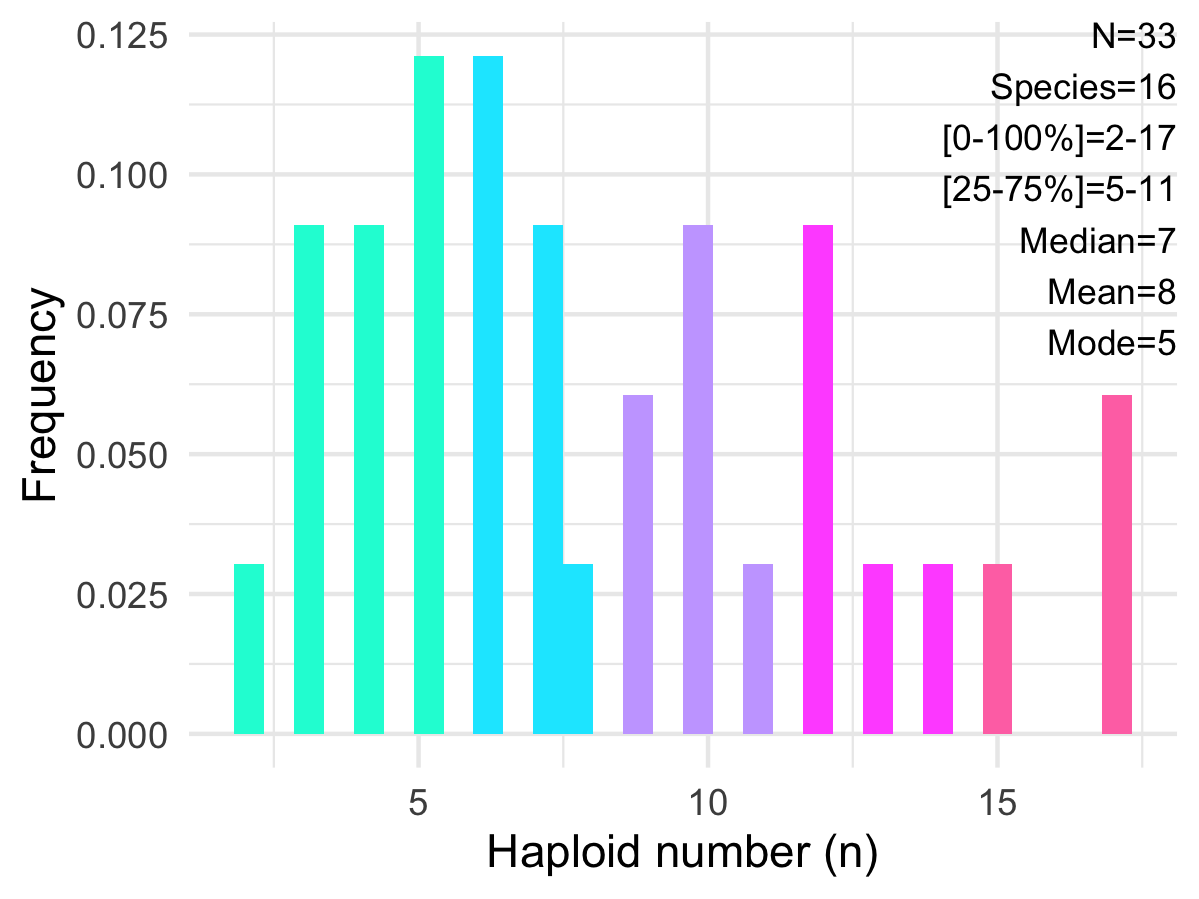 0.125
0.100
0.075
0.050
0.025
0.000
Frequency
5
10
15
Haploid number (n)
N=33
Species=16
[0-100%]=2-17
[25-75%]=5-11
Median=7
Mean=8
Mode=5